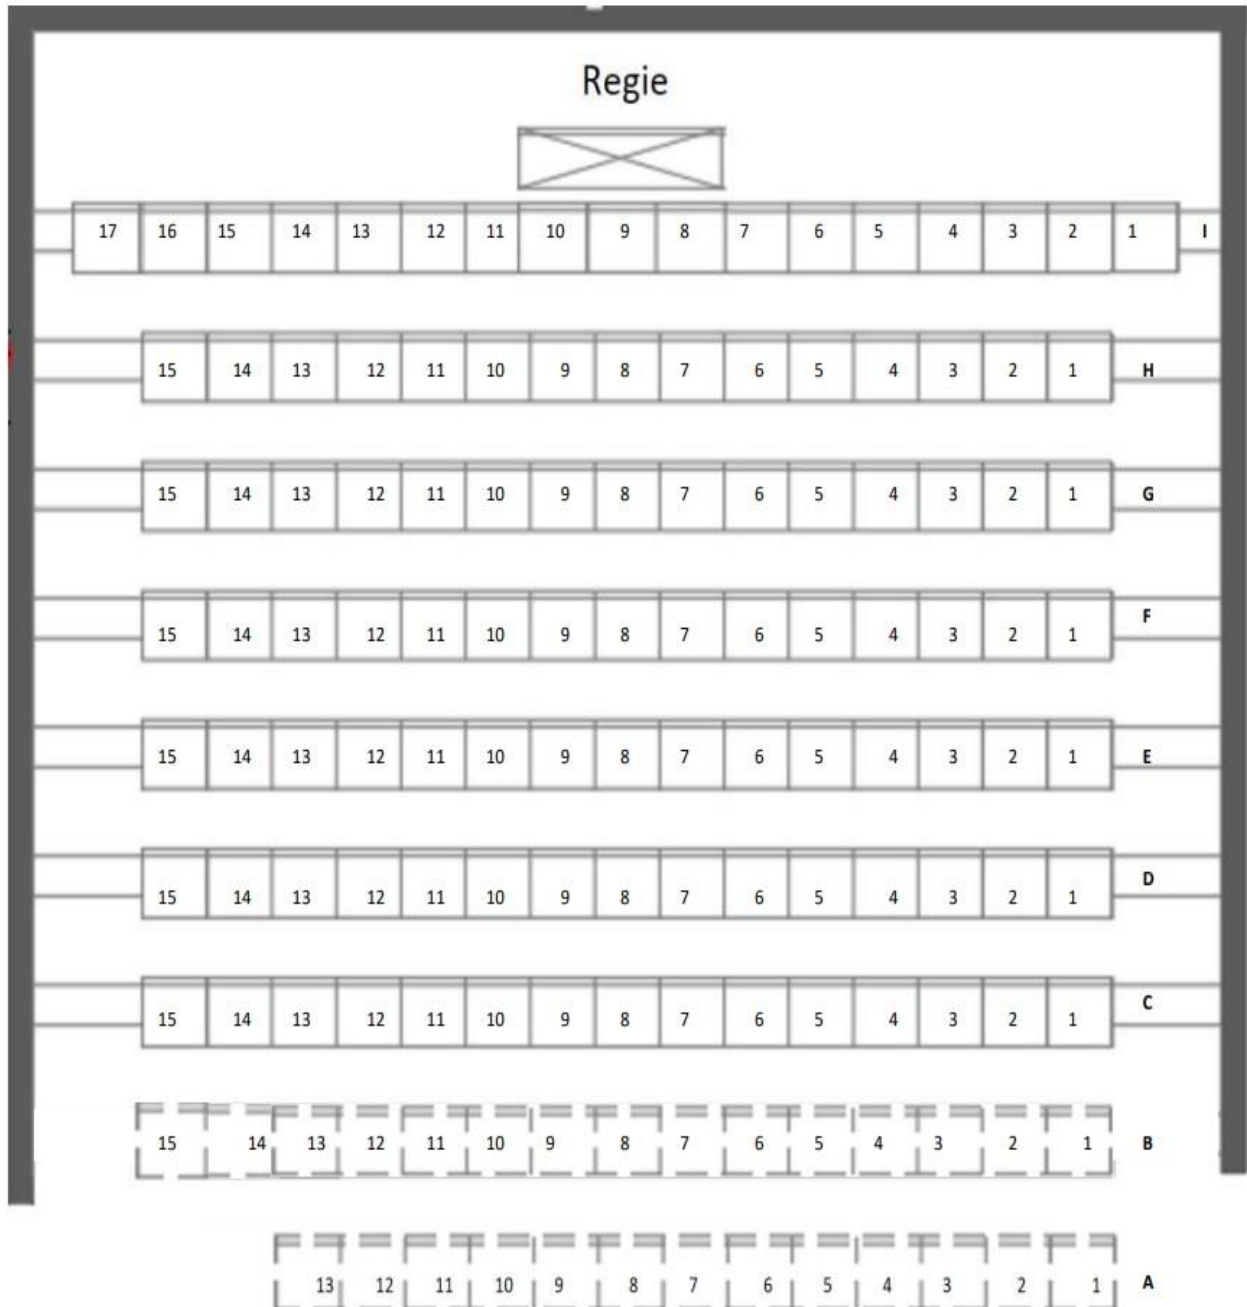 Regie
17 16 15 14 13 12 11 10 9 8 7 6 5 4 3 2 1 I
15 14 13 12 11 10 9 8 7 6 5 4 3 2 1 H
15 14 13 12 11 10 9 8 7 6 5 4 3 2 1 G
15 14 13 12 11 10 9 8 7 6 5 4 3 2 1 F
15 14 13 12 11 10 9 8 7 6 5 4 3 2 1 E
15 14 13 12 11 10 9 8 7 6 5 4 3 2 1 D
15 14 13 12 11 10 9 8 7 6 5 4 3 2 1 C
15 14 13 12 11 10 9 8 7 6 5 4 3 2 1 B
13 12 11 10 9 8 7 6 5 4 3 2 1 A